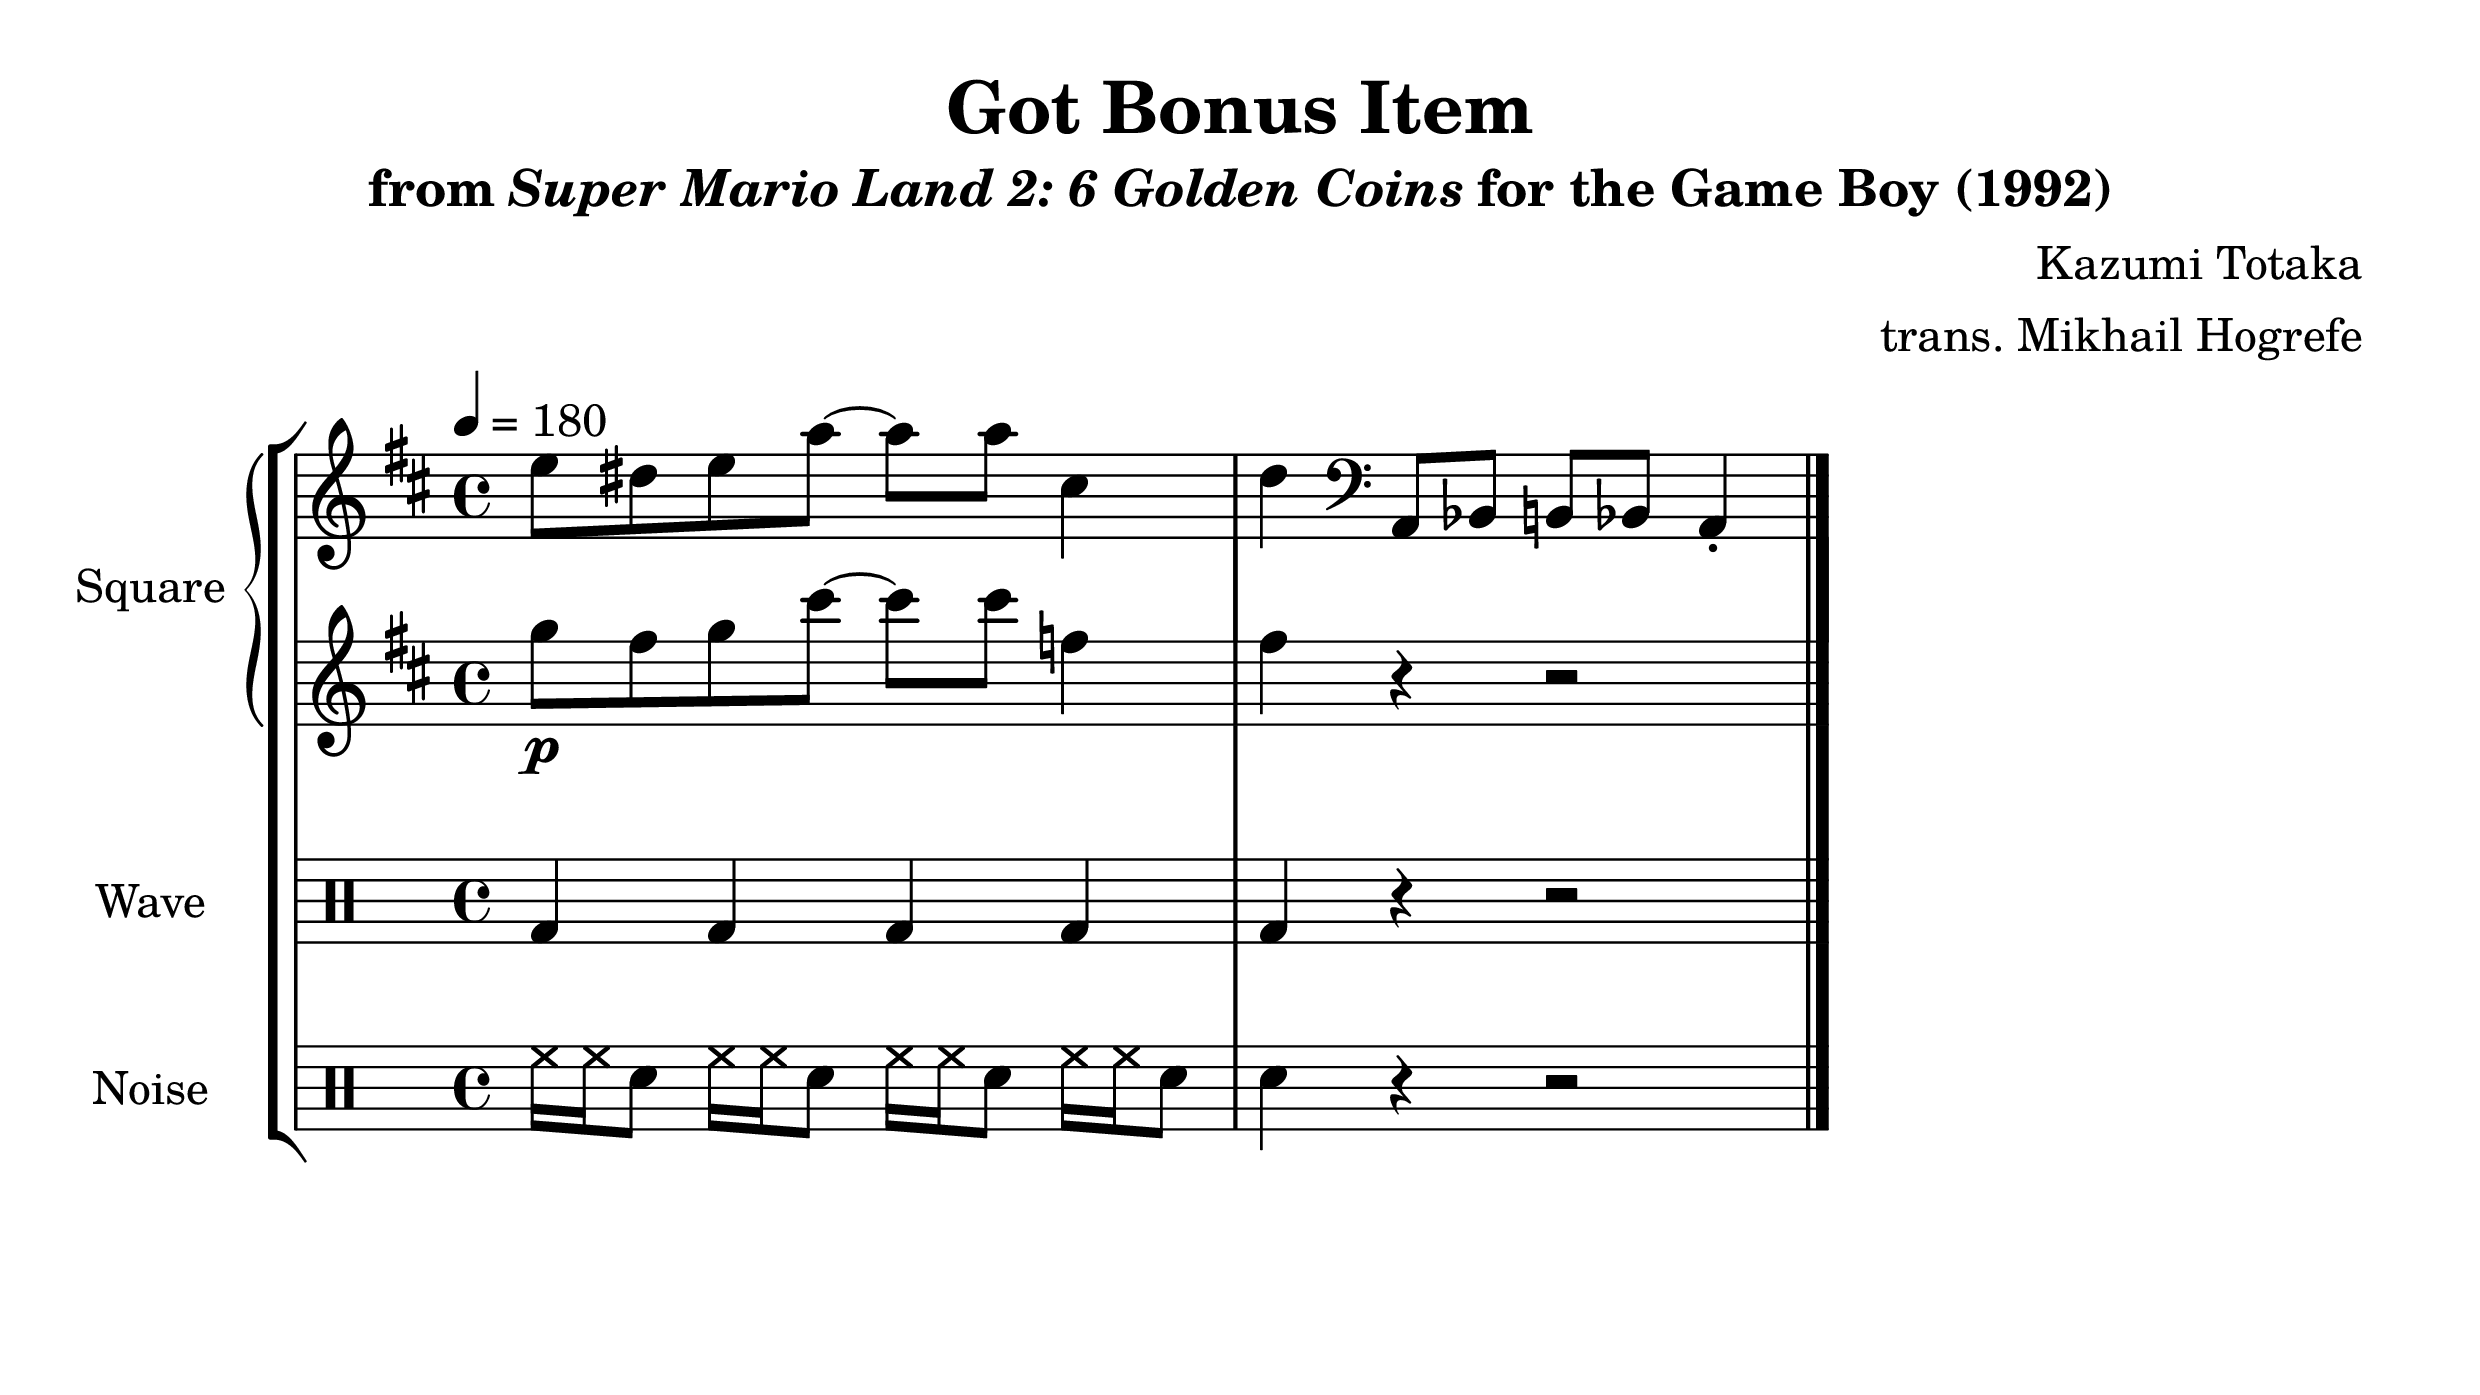 Got Bonus Item
from Super Mario Land 2: 6 Golden Coins for the Game Boy (1992)
Kazumi Totaka
trans. Mikhail Hogrefe
= 180
Square
p
Wave
Noise